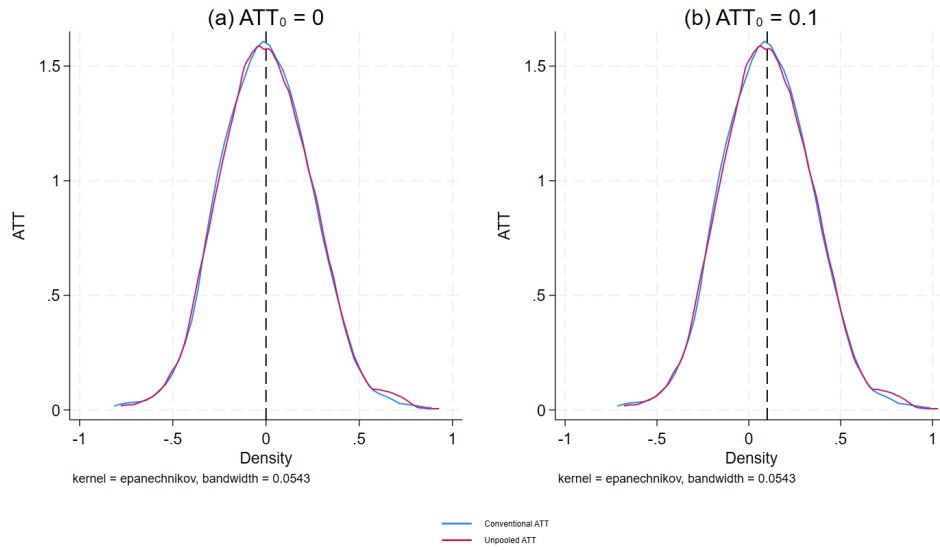 (a) ATT₀ = 0
1.5
1
.5
0
ATT
-1
-.5
0
.5
1
Density
kernel = epanechnikov, bandwidth = 0.0543
(b) ATT₀ = 0.1
1.5
1
.5
0
ATT
-1
-.5
0
.5
1
Density
kernel = epanechnikov, bandwidth = 0.0543
Conventional ATT
Unpooled ATT